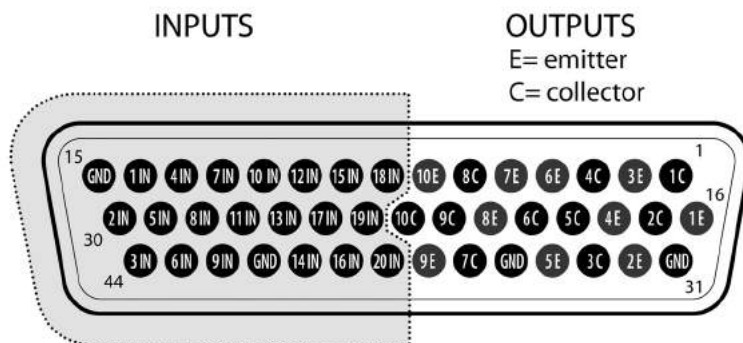 INPUTS
OUTPUTS
E= emitter
C= collector
15
1
GND 1IN 4IN 7IN 10IN 12IN 15IN 18IN 10E 8C 7E 6E 4C 3E 1C
16
2IN 5IN 8IN 11IN 13IN 17IN 19IN 10C 9C 8E 6C 5C 4E 2C 1E
30
3IN 6IN 9IN GND 14IN 16IN 20IN 9E 7C GND 5E 3C 2E GND
44
31